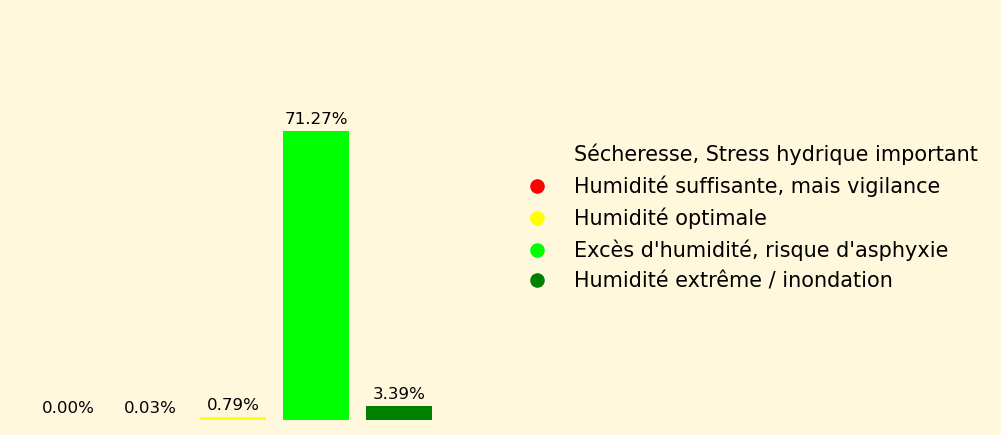 71.27%
0.00%
0.03%
0.79%
3.39%
Sécheresse, Stress hydrique important
Humidité suffisante, mais vigilance
Humidité optimale
Excès d'humidité, risque d'asphyxie
Humidité extrême / inondation